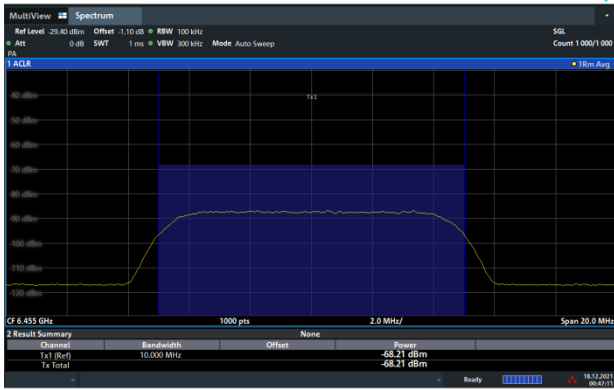 MultiView Spectrum
Ref Level -29.40 dBm Offset -1.10 dB RBW 100 kHz SGL
Att 0 dB SWT 1 ms VBW 300 kHz Mode Auto Sweep Count 1 000/1 000
PA
1 ACLR 1Rm Avg
Tx1
-40 dBm
-50 dBm
-60 dBm
-70 dBm
-80 dBm
-90 dBm
-100 dBm
-110 dBm
-120 dBm
CF 6.455 GHz 1000 pts 2.0 MHz/ Span 20.0 MHz
2 Result Summary None
Channel Bandwidth Offset Power
Tx1 (Ref) 10.000 MHz -68.21 dBm
Tx Total -68.21 dBm
Ready 18.12.2021
00:47:11